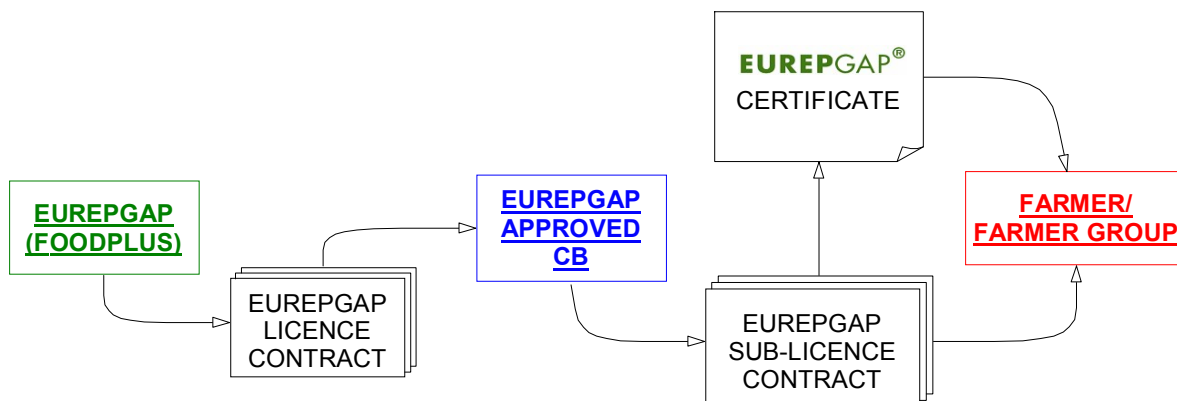 EUREPGAP
(FOODPLUS)
EUREPGAP
LICENCE
CONTRACT
EUREPGAP
APPROVED
CB
EUREPGAP
SUB-LICENCE
CONTRACT
EUREPGAP®
CERTIFICATE
FARMER/
FARMER GROUP